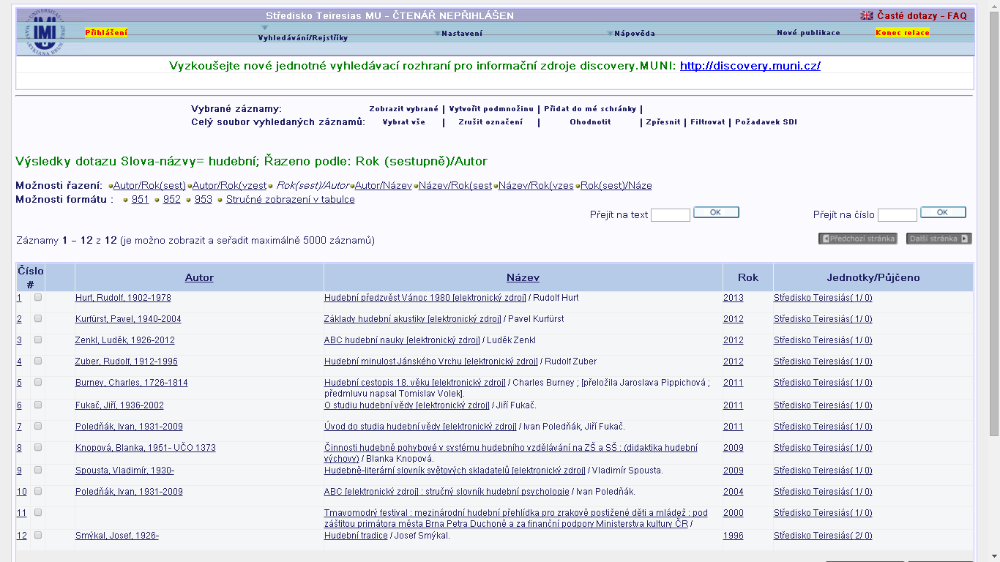 Středisko Teiresias MU - ČTENÁŘ NEPŘIHLÁŠEN
Časté dotazy - FAQ
Přihlášení
Vyhledávání/Rejstříky
Nastavení
Nápověda
Nové publikace
Konec relace
Vyzkoušejte nové jednotné vyhledávací rozhraní pro informační zdroje discovery.MUNI: http://discovery.muni.cz/
Vybrané záznamy: Zobrazit vybrané | Vytvořit podmnožinu | Přidat do mé schránky |
Celý soubor vyhledaných záznamů: Vybrat vše | Zrušit označení | Ohodnotit | Zpřesnit | Filtrovat | Požadavek SDI
Výsledky dotazu Slova-názvy= hudební; Řazeno podle: Rok (sestupně)/Autor
Možnosti řazení: Autor/Rok(sest) Autor/Rok(vzest Rok(sest)/Autor Autor/Název Název/Rok(sest Název/Rok(vzes Rok(sest)/Náze
Možnosti formátu : 951 952 953 Stručné zobrazení v tabulce
Přejít na text OK Přejít na číslo OK
Záznamy 1 - 12 z 12 (je možno zobrazit a seřadit maximálně 5000 záznamů)
Předchozí stránka Další stránka
Číslo # Autor Název Rok Jednotky/Půjčeno
1 Hurt, Rudolf, 1902-1978 Hudební předzvěst Vánoc 1980 [elektronický zdroj] / Rudolf Hurt 2013 Středisko Teiresiás( 1/ 0)
2 Kurfürst, Pavel, 1940-2004 Základy hudební akustiky [elektronický zdroj] / Pavel Kurfürst 2012 Středisko Teiresiás( 1/ 0)
3 Zenkl, Luděk, 1926-2012 ABC hudební nauky [elektronický zdroj] / Luděk Zenkl 2012 Středisko Teiresiás( 1/ 0)
4 Zuber, Rudolf, 1912-1995 Hudební minulost Jánského Vrchu [elektronický zdroj] / Rudolf Zuber 2012 Středisko Teiresiás( 1/ 0)
5 Burney, Charles, 1726-1814 Hudební cestopis 18. věku [elektronický zdroj] / Charles Burney ; [přeložila Jaroslava Pippichová ; 2011 Středisko Teiresiás( 1/ 0)
předmluvu napsal Tomislav Volek].
6 Fukač, Jiří, 1936-2002 O studiu hudební vědy [elektronický zdroj] / Jiří Fukač. 2011 Středisko Teiresiás( 1/ 0)
7 Poledňák, Ivan, 1931-2009 Úvod do studia hudební vědy [elektronický zdroj] / Ivan Poledňák, Jiří Fukač. 2011 Středisko Teiresiás( 1/ 0)
8 Knopová, Blanka, 1951- UČO 1373 Činnosti hudebně pohybové v systému hudebního vzdělávání na ZŠ a SŠ : (didaktika hudební 2009 Středisko Teiresiás( 1/ 0)
výchovy) / Blanka Knopová.
9 Spousta, Vladimír, 1930- Hudebně-literární slovník světových skladatelů [elektronický zdroj] / Vladimír Spousta. 2009 Středisko Teiresiás( 1/ 0)
10 Poledňák, Ivan, 1931-2009 ABC [elektronický zdroj] : stručný slovník hudební psychologie / Ivan Poledňák. 2004 Středisko Teiresiás( 1/ 0)
11 Tmavomodrý festival : mezinárodní hudební přehlídka pro zrakově postižené děti a mládež : pod 2000 Středisko Teiresiás( 1/ 0)
záštitou primátora města Brna Petra Duchoně a za finanční podpory Ministerstva kultury ČR /
12 Smýkal, Josef, 1926- Hudební tradice / Josef Smýkal. 1996 Středisko Teiresiás( 2/ 0)